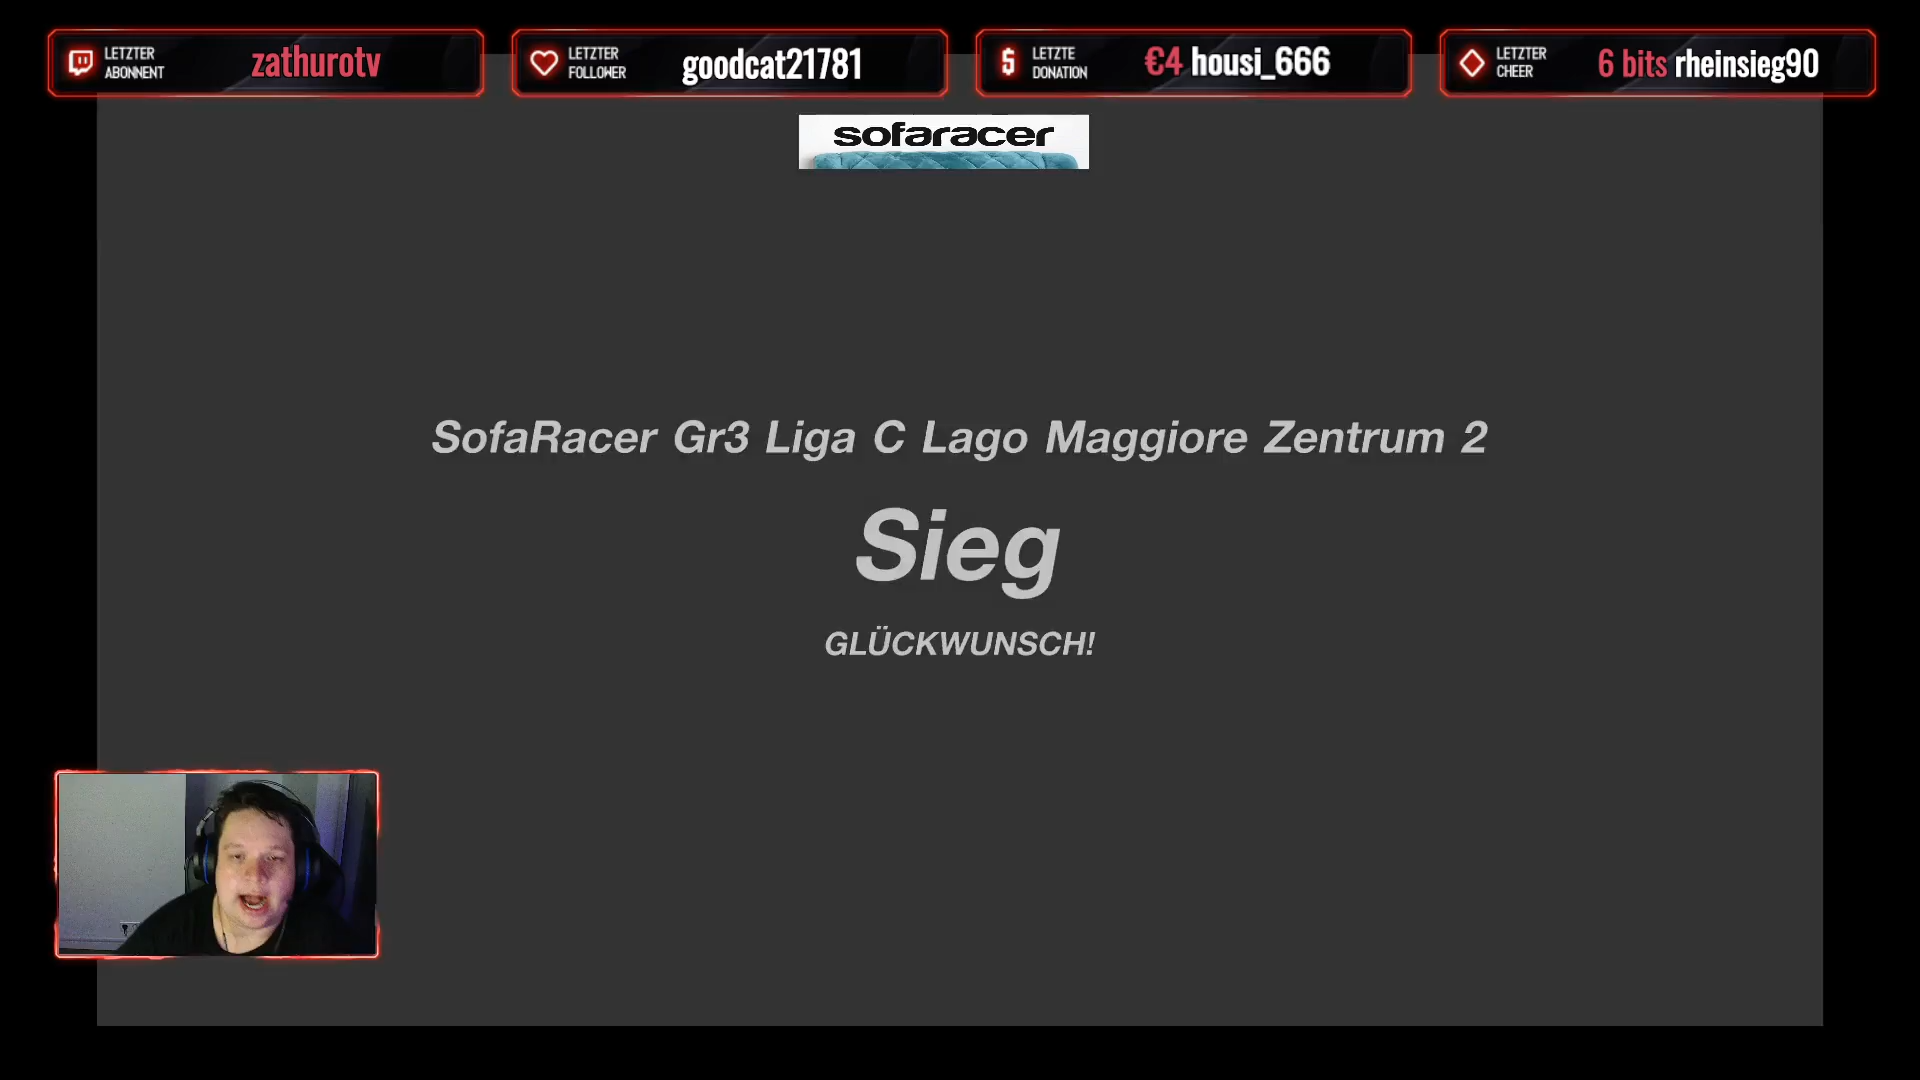 LETZTER
ABONNENT
zathurotv
LETZTER
FOLLOWER
goodcat21781
LETZTE
DONATION
€4 housi_666
LETZTER
CHEER
6 bits rheinsieg90
sofaracer
SofaRacer Gr3 Liga C Lago Maggiore Zentrum 2
Sieg
GLÜCKWUNSCH!